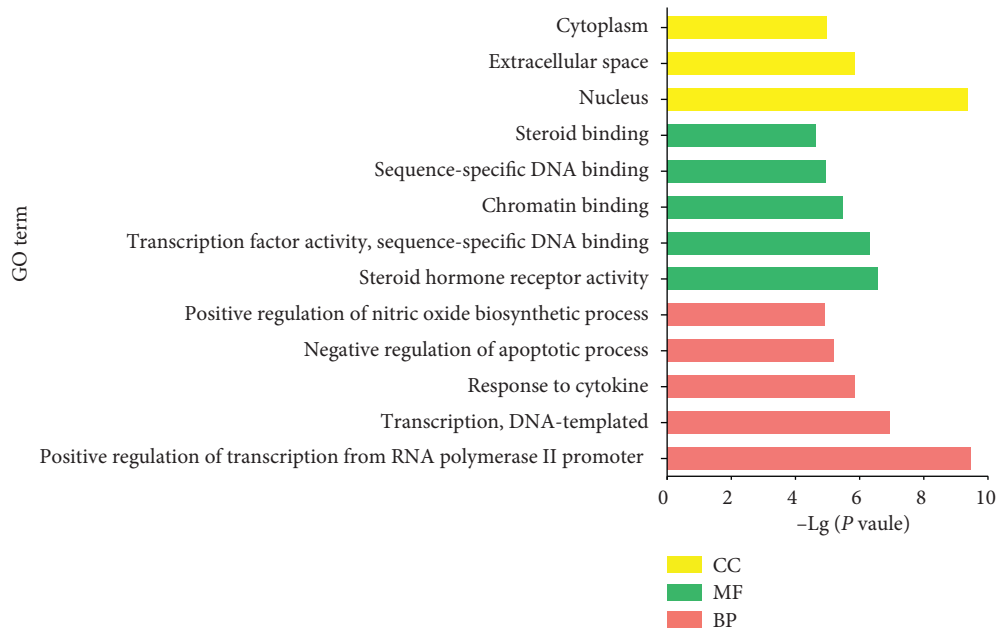 Cytoplasm
Extracellular space
Nucleus
Steroid binding
Sequence-specific DNA binding
Chromatin binding
Transcription factor activity, sequence-specific DNA binding
Steroid hormone receptor activity
Positive regulation of nitric oxide biosynthetic process
Negative regulation of apoptotic process
Response to cytokine
Transcription, DNA-templated
Positive regulation of transcription from RNA polymerase II promoter
GO term
0 2 4 6 8 10
–Lg (P vaule)
CC
MF
BP